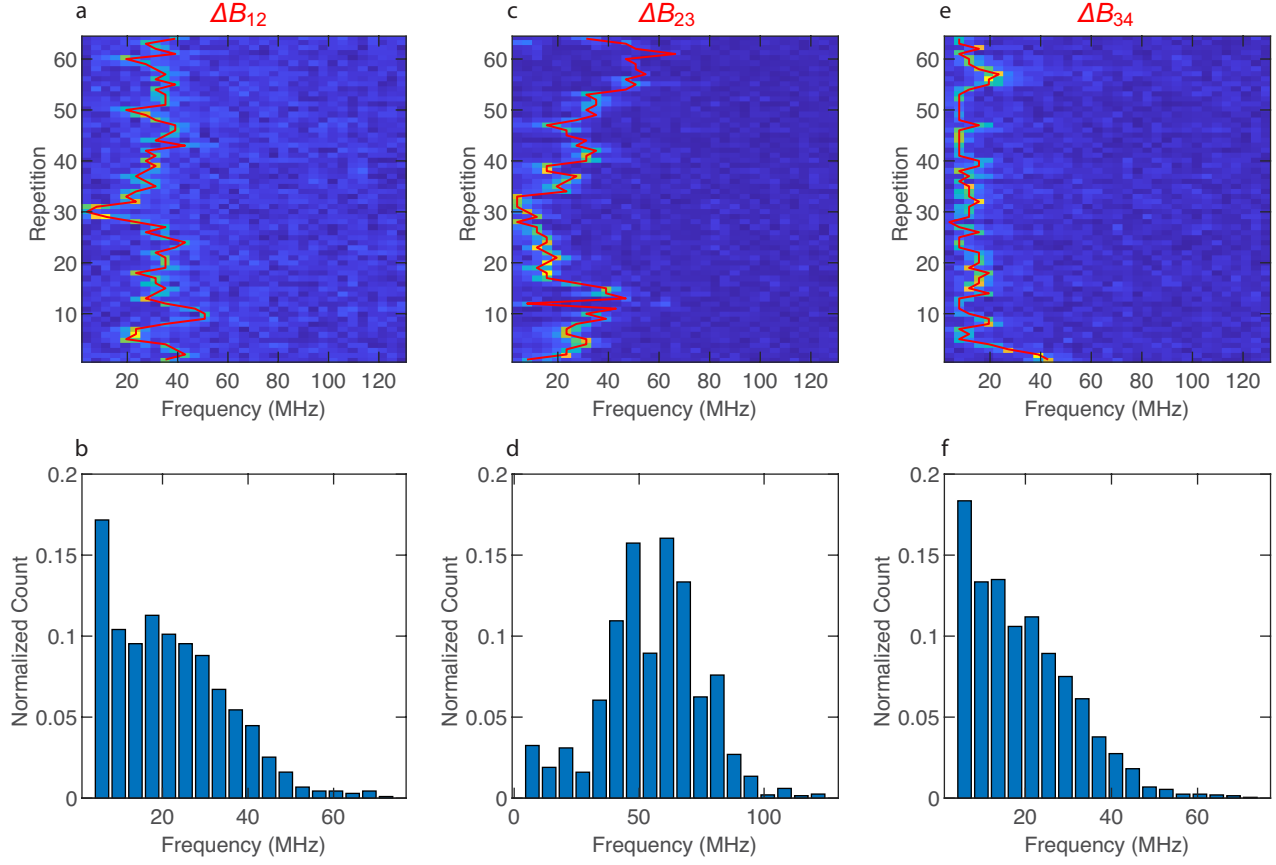 a
ΔB12
Repetition
60
50
40
30
20
10
20 40 60 80 100 120
Frequency (MHz)
c
ΔB23
Repetition
60
50
40
30
20
10
20 40 60 80 100 120
Frequency (MHz)
e
ΔB34
Repetition
60
50
40
30
20
10
20 40 60 80 100 120
Frequency (MHz)
b
Normalized Count
0.2
0.15
0.1
0.05
0
20 40 60
Frequency (MHz)
d
Normalized Count
0.2
0.15
0.1
0.05
0
0 50 100
Frequency (MHz)
f
Normalized Count
0.2
0.15
0.1
0.05
0
20 40 60
Frequency (MHz)